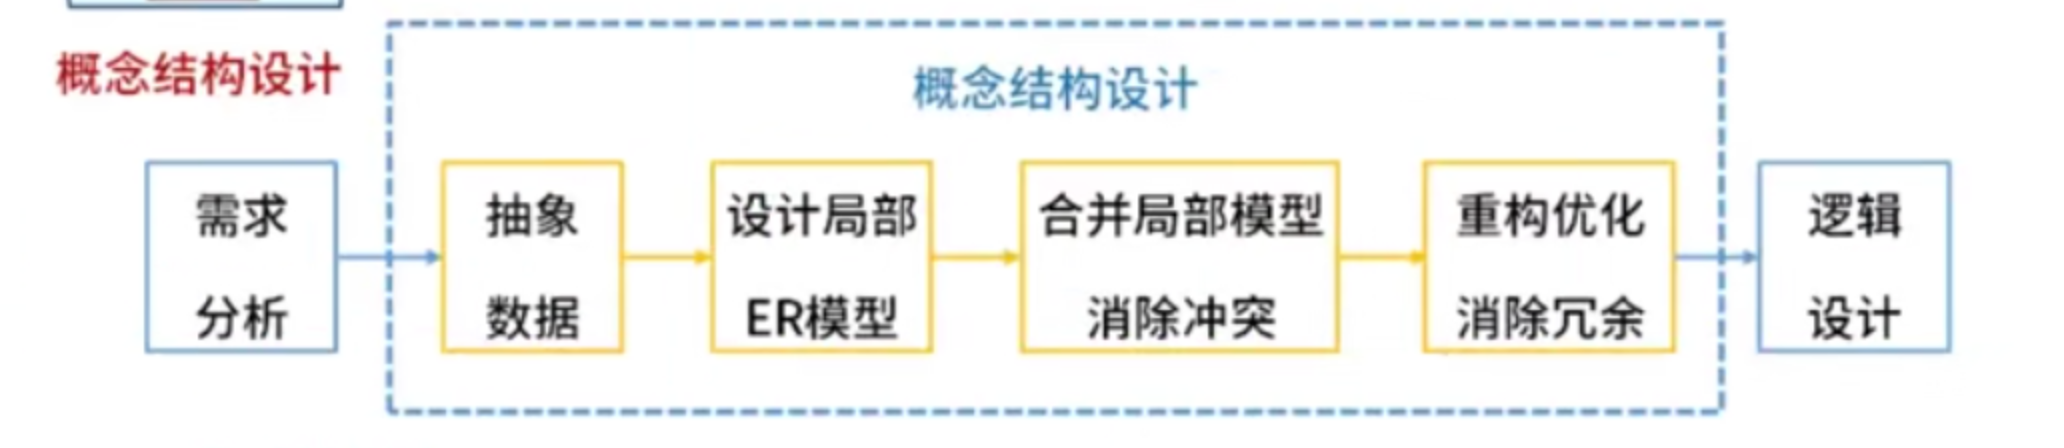 概念结构设计
概念结构设计
需求
分析
抽象
数据
设计局部
ER模型
合并局部模型
消除冲突
重构优化
消除冗余
逻辑
设计